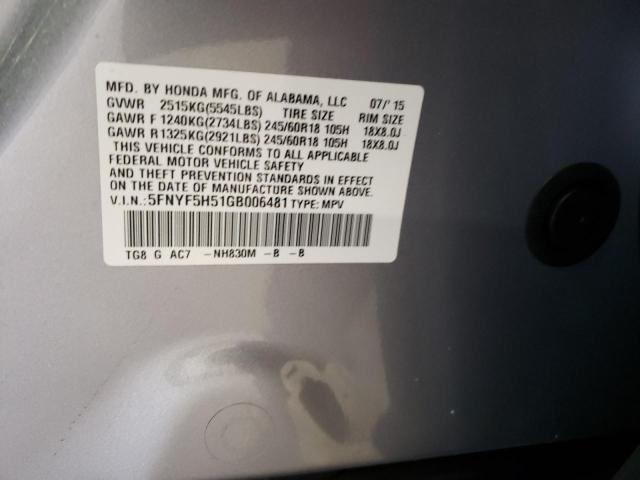 MFD. BY HONDA MFG. OF ALABAMA, LLC 07/'15
GVWR 2515KG(5545LBS) TIRE SIZE RIM SIZE
GAWR F 1240KG(2734LBS) 245/60R18 105H 18X8.0J
GAWR R1325KG(2921LBS) 245/60R18 105H 18X8.0J
THIS VEHICLE CONFORMS TO ALL APPLICABLE
FEDERAL MOTOR VEHICLE SAFETY
AND THEFT PREVENTION STANDARDS IN EFFECT
ON THE DATE OF MANUFACTURE SHOWN ABOVE.
V.I.N.:5FNYF5H51GB006481 TYPE: MPV
TG8 G AC7 -NH830M -B -B